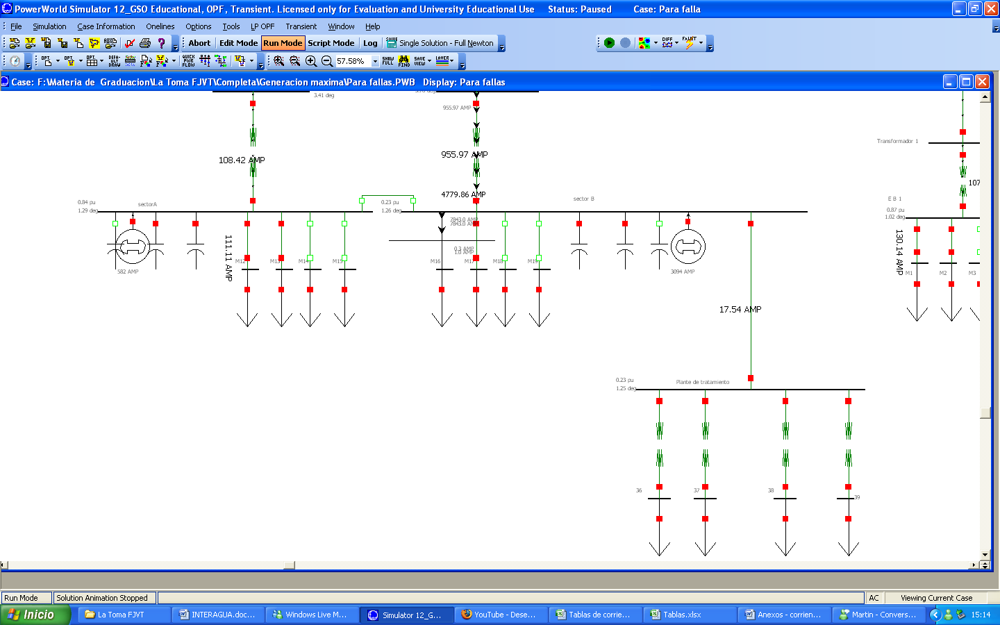 PowerWorld Simulator 12_GSO Educational, OPF, Transient. Licensed only for Evaluation and University Educational Use Status: Paused Case: Para falla
File Simulation Case Information Onelines Options Tools LP OPF Transient Window Help
Abort Edit Mode Run Mode Script Mode Log Single Solution - Full Newton
57.58%
Case: F:\Materia de Graduacion\La Toma FJVT\Completa\Generacion maxima\Para fallas.PWB Display: Para fallas
3.41 deg
955.97 AMP
Transformador 1
108.42 AMP
955.97 AMP
107
4779.86 AMP
0.84 pu
1.29 deg
sectorA
0.23 pu
1.26 deg
sector B
E B 1
0.87 pu
1.02 deg
7843.0 AMP
7843.0 AMP
111.11 AMP
0.3 AMP
1.0 AMP
130.14 AMP
M12 M13 M14 M15 M16 M17 M18 M19
582 AMP
3094 AMP
M1 M2 M3
17.54 AMP
0.23 pu
1.25 deg
Plante de tratamiento
36 37 38 39
Run Mode Solution Animation Stopped AC Viewing Current Case
Inicio La Toma FJVT INTERAGUA.doc... Windows Live M... Simulator 12_G... YouTube - Dese... Tablas de corrie... Tablas.xlsx Anexos - corrien... Martin - Convers... 15:14